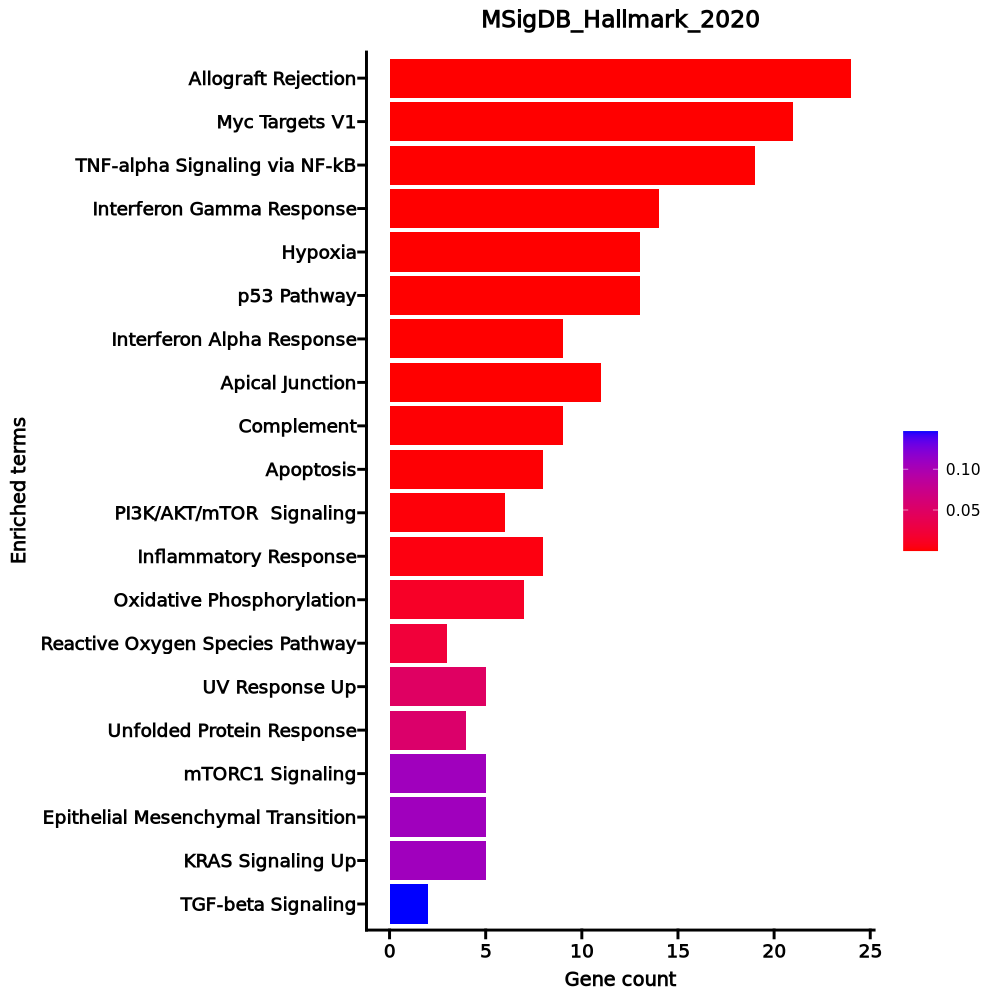 MSigDB_Hallmark_2020
Allograft Rejection
Myc Targets V1
TNF-alpha Signaling via NF-kB
Interferon Gamma Response
Hypoxia
p53 Pathway
Interferon Alpha Response
Apical Junction
Complement
Apoptosis
PI3K/AKT/mTOR  Signaling
Inflammatory Response
Oxidative Phosphorylation
Reactive Oxygen Species Pathway
UV Response Up
Unfolded Protein Response
mTORC1 Signaling
Epithelial Mesenchymal Transition
KRAS Signaling Up
TGF-beta Signaling
Enriched terms
0 5 10 15 20 25
Gene count
0.10
0.05